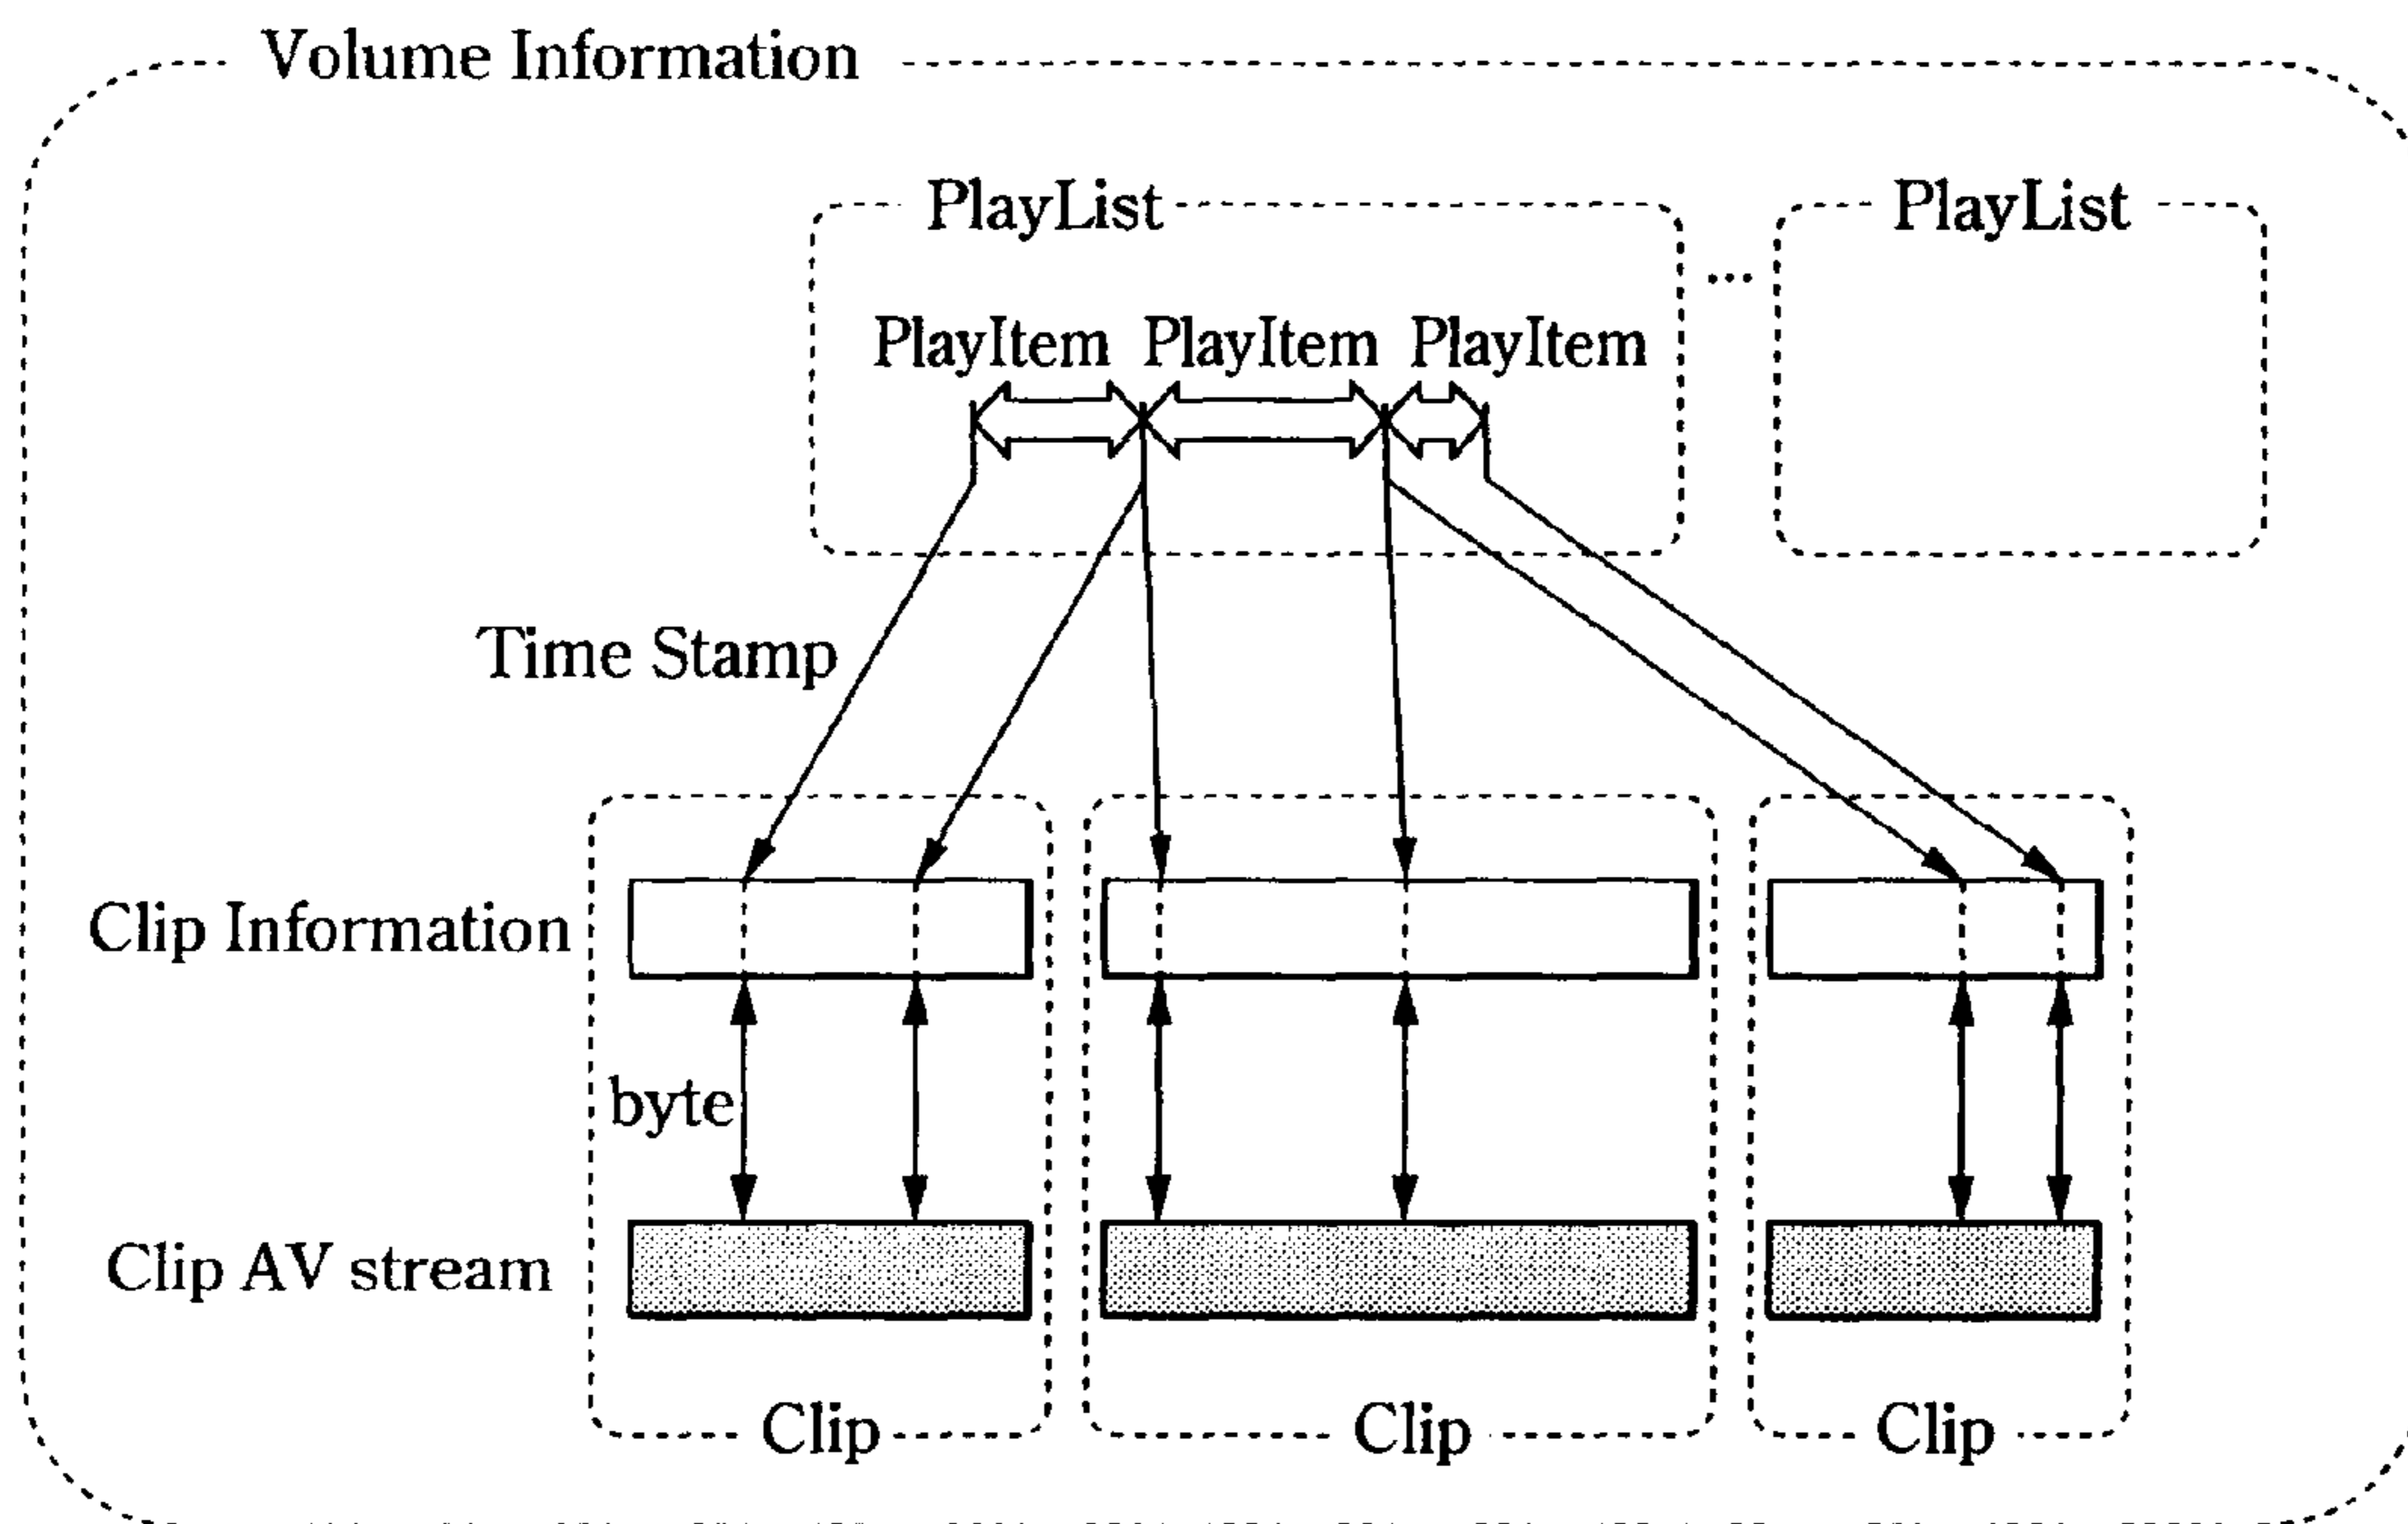 Volume Information
PlayList
PlayList
...
PlayItem PlayItem PlayItem
Time Stamp
Clip Information
byte
Clip AV stream
Clip
Clip
Clip